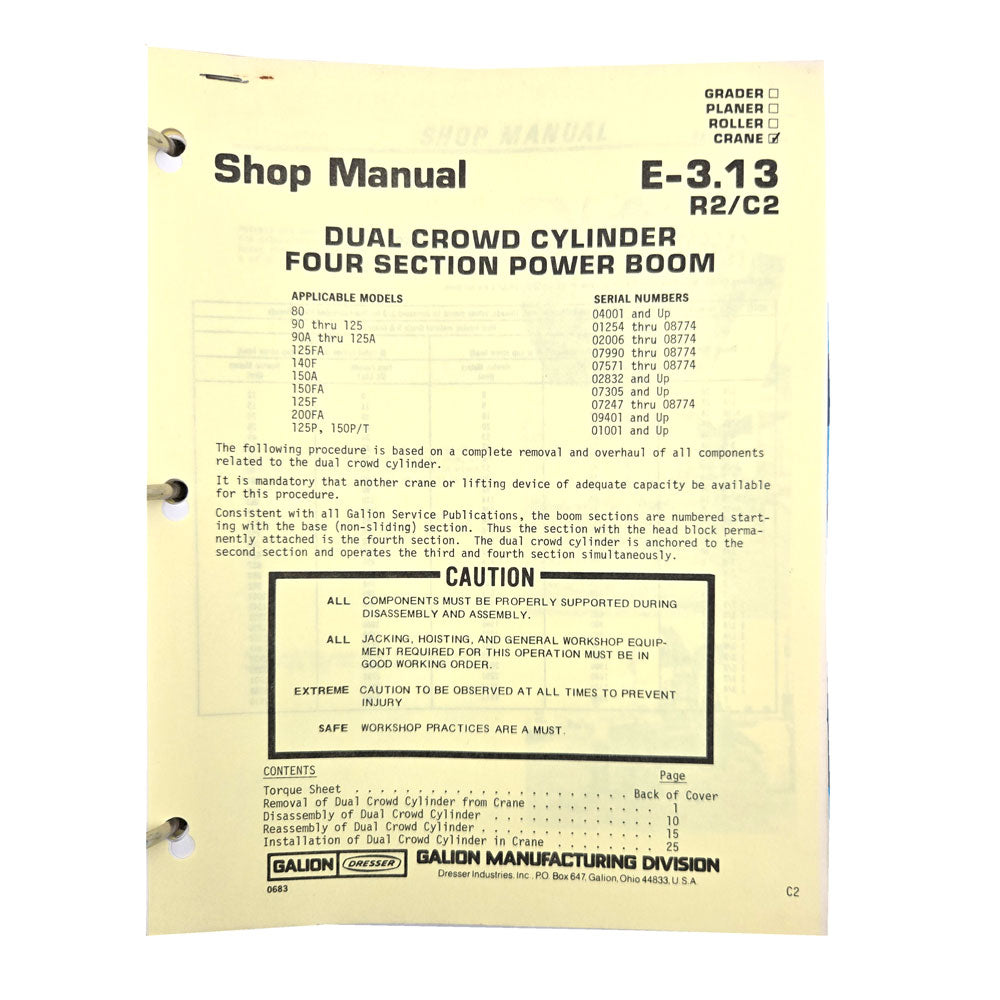 GRADER ☐
PLANER ☐
ROLLER ☐
CRANE ☑
SHOP MANUAL
Shop Manual
E-3.13
R2/C2
DUAL CROWD CYLINDER
FOUR SECTION POWER BOOM
APPLICABLE MODELS SERIAL NUMBERS
80 04001 and Up
90 thru 125 01254 thru 08774
90A thru 125A 02006 thru 08774
125FA 07990 thru 08774
140F 07571 thru 08774
150A 02832 and Up
150FA 07305 and Up
125F 07247 thru 08774
200FA 09401 and Up
125P, 150P/T 01001 and Up
The following procedure is based on a complete removal and overhaul of all components
related to the dual crowd cylinder.
It is mandatory that another crane or lifting device of adequate capacity be available
for this procedure.
Consistent with all Galion Service Publications, the boom sections are numbered start-
ing with the base (non-sliding) section. Thus the section with the head block perma-
nently attached is the fourth section. The dual crowd cylinder is anchored to the
second section and operates the third and fourth section simultaneously.
CAUTION
ALL COMPONENTS MUST BE PROPERLY SUPPORTED DURING
DISASSEMBLY AND ASSEMBLY.
ALL JACKING, HOISTING, AND GENERAL WORKSHOP EQUIP-
MENT REQUIRED FOR THIS OPERATION MUST BE IN
GOOD WORKING ORDER.
EXTREME CAUTION TO BE OBSERVED AT ALL TIMES TO PREVENT
INJURY
SAFE WORKSHOP PRACTICES ARE A MUST.
CONTENTS Page
Torque Sheet . . . . . . . . . . . . . . . . . . . . . . Back of Cover
Removal of Dual Crowd Cylinder from Crane . . . . . . . . . . 1
Disassembly of Dual Crowd Cylinder . . . . . . . . . . . . . 10
Reassembly of Dual Crowd Cylinder . . . . . . . . . . . . . . 15
Installation of Dual Crowd Cylinder in Crane . . . . . . . . 25
GALION DRESSER GALION MANUFACTURING DIVISION
Dresser Industries, Inc., P.O. Box 647, Galion, Ohio 44833, U.S.A.
0683
C2